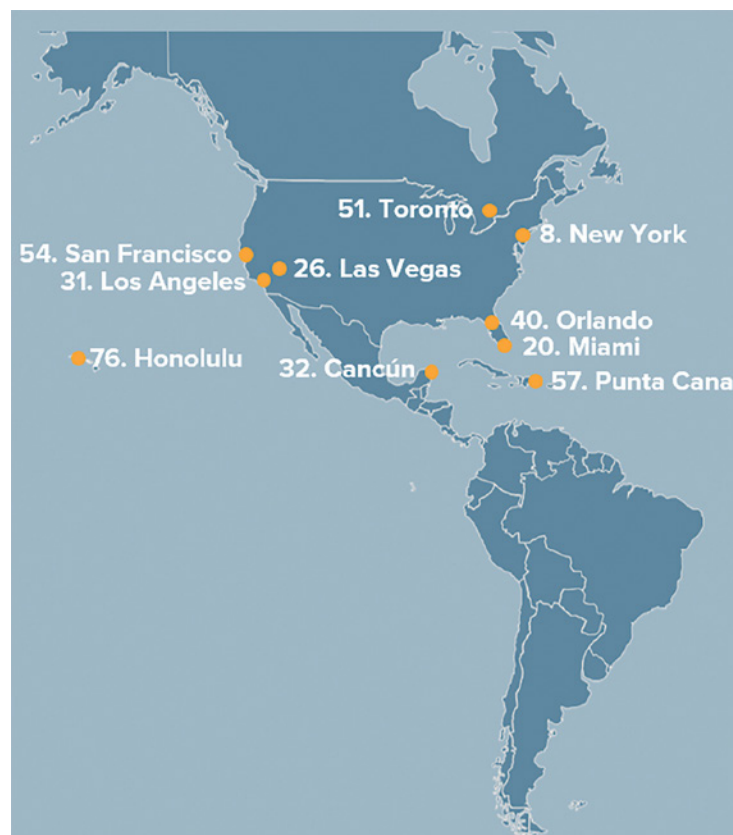 51. Toronto
8. New York
54. San Francisco
26. Las Vegas
31. Los Angeles
40. Orlando
20. Miami
76. Honolulu
32. Cancún
57. Punta Cana